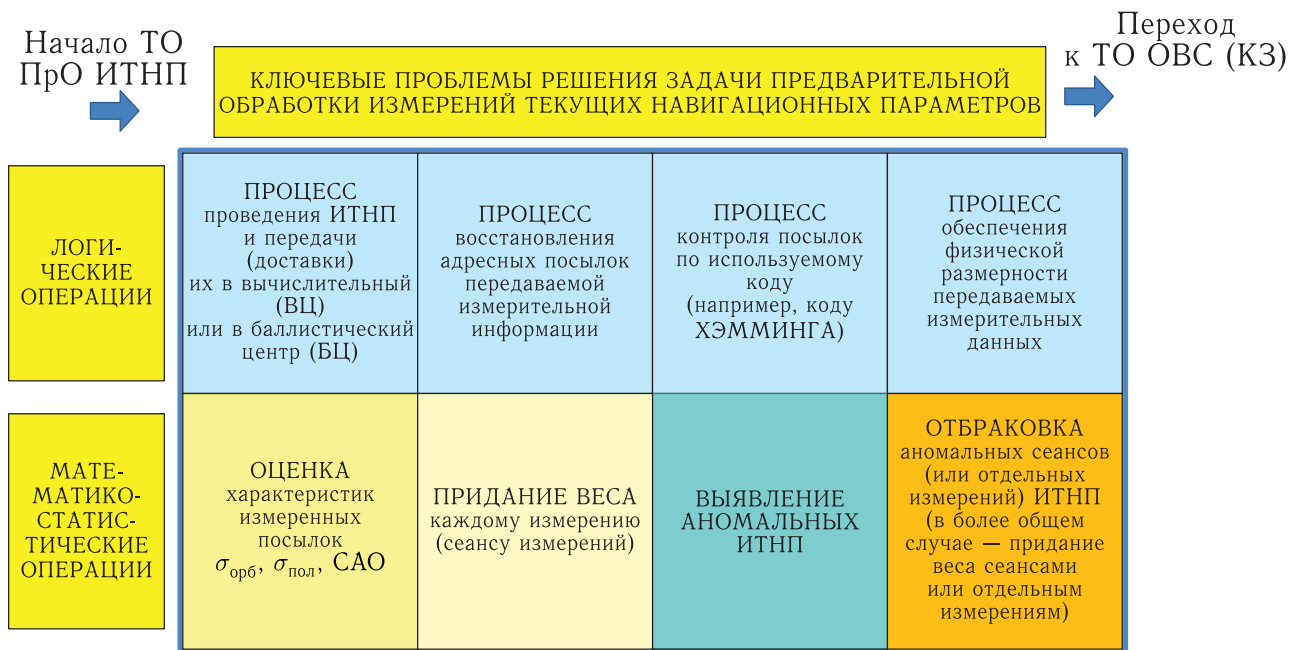 Начало ТО
ПрО ИТНП
КЛЮЧЕВЫЕ ПРОБЛЕМЫ РЕШЕНИЯ ЗАДАЧИ ПРЕДВАРИТЕЛЬНОЙ
ОБРАБОТКИ ИЗМЕРЕНИЙ ТЕКУЩИХ НАВИГАЦИОННЫХ ПАРАМЕТРОВ
Переход
к ТО ОВС (КЗ)
ЛОГИ-
ЧЕСКИЕ
ОПЕРАЦИИ
ПРОЦЕСС
проведения ИТНП
и передачи
(доставки)
их в вычислительный
(ВЦ)
или в баллистический
центр (БЦ)
ПРОЦЕСС
восстановления
адресных посылок
передаваемой
измерительной
информации
ПРОЦЕСС
контроля посылок
по используемому
коду
(например, коду
ХЭММИНГА)
ПРОЦЕСС
обеспечения
физической
размерности
передаваемых
измерительных
данных
МАТЕ-
МАТИКО-
СТАТИС-
ТИЧЕСКИЕ
ОПЕРАЦИИ
ОЦЕНКА
характеристик
измеренных
посылок
σорб, σпол, САО
ПРИДАНИЕ ВЕСА
каждому измерению
(сеансу измерений)
ВЫЯВЛЕНИЕ
АНОМАЛЬНЫХ
ИТНП
ОТБРАКОВКА
аномальных сеансов
(или отдельных
измерений) ИТНП
(в более общем
случае — придание
веса сеансами
или отдельным
измерениям)